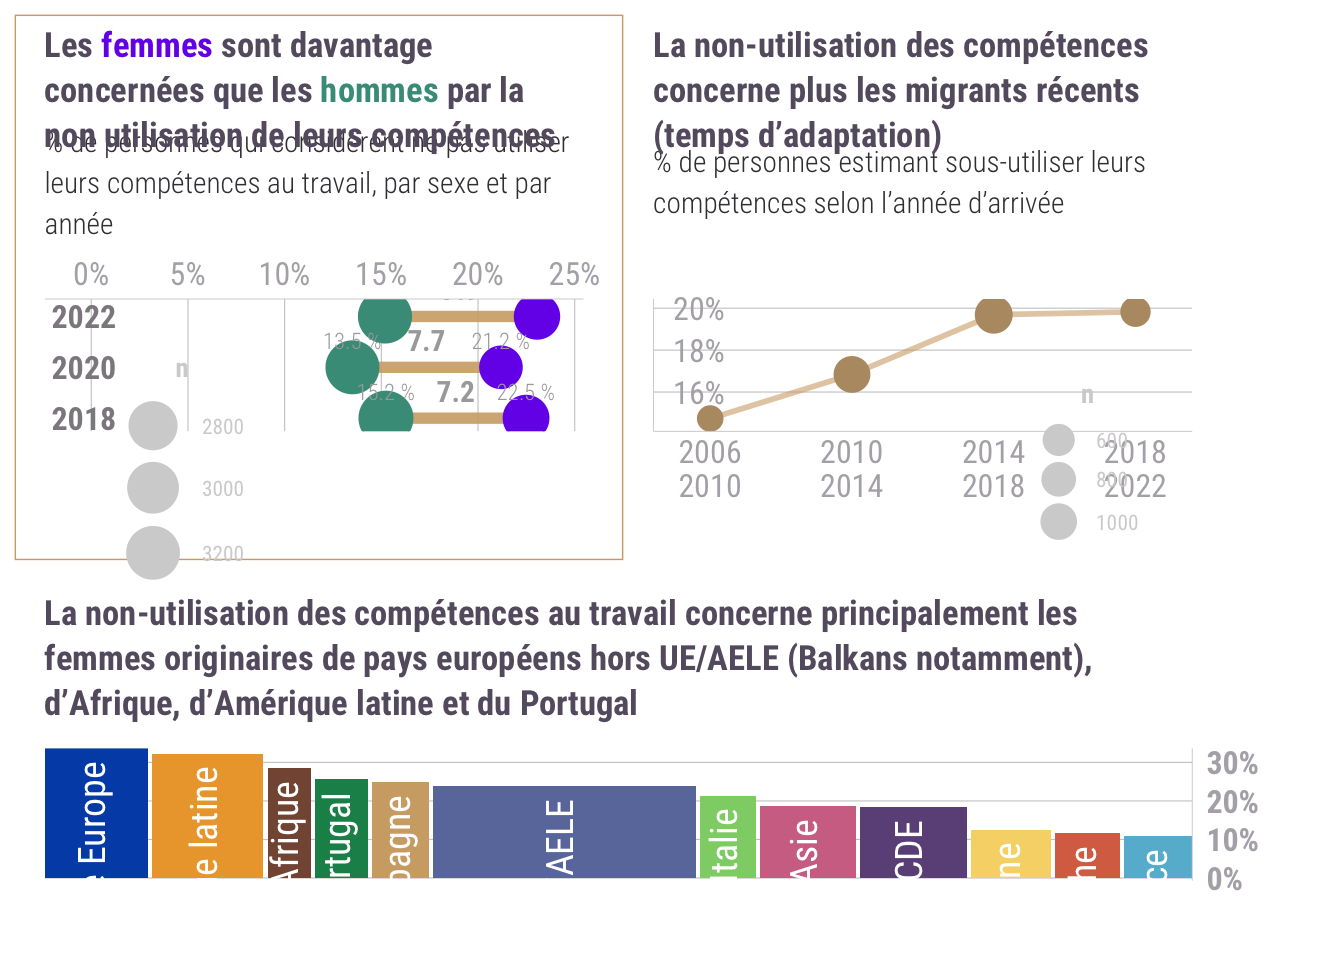 Les femmes sont davantage
concernées que les hommes par la
non utilisation de leurs compétences
% de personnes qui considèrent ne pas utiliser
leurs compétences au travail, par sexe et par
année
0% 5% 10% 15% 20% 25%
2022
13.5 % 7.7 21.2 %
2020
n
15.2 % 7.2 22.5 %
2018
2800
3000
3200
La non-utilisation des compétences
concerne plus les migrants récents
(temps d’adaptation)
% de personnes estimant sous-utiliser leurs
compétences selon l’année d’arrivée
20%
18%
16%
n
2006 2010 2014 2018
2010 2014 2018 2022
600
800
1000
La non-utilisation des compétences au travail concerne principalement les
femmes originaires de pays européens hors UE/AELE (Balkans notamment),
d’Afrique, d’Amérique latine et du Portugal
Europe
e latine
Afrique
rtugal
pagne
AELE
Italie
Asie
CDE
ne
he
ce
30%
20%
10%
0%